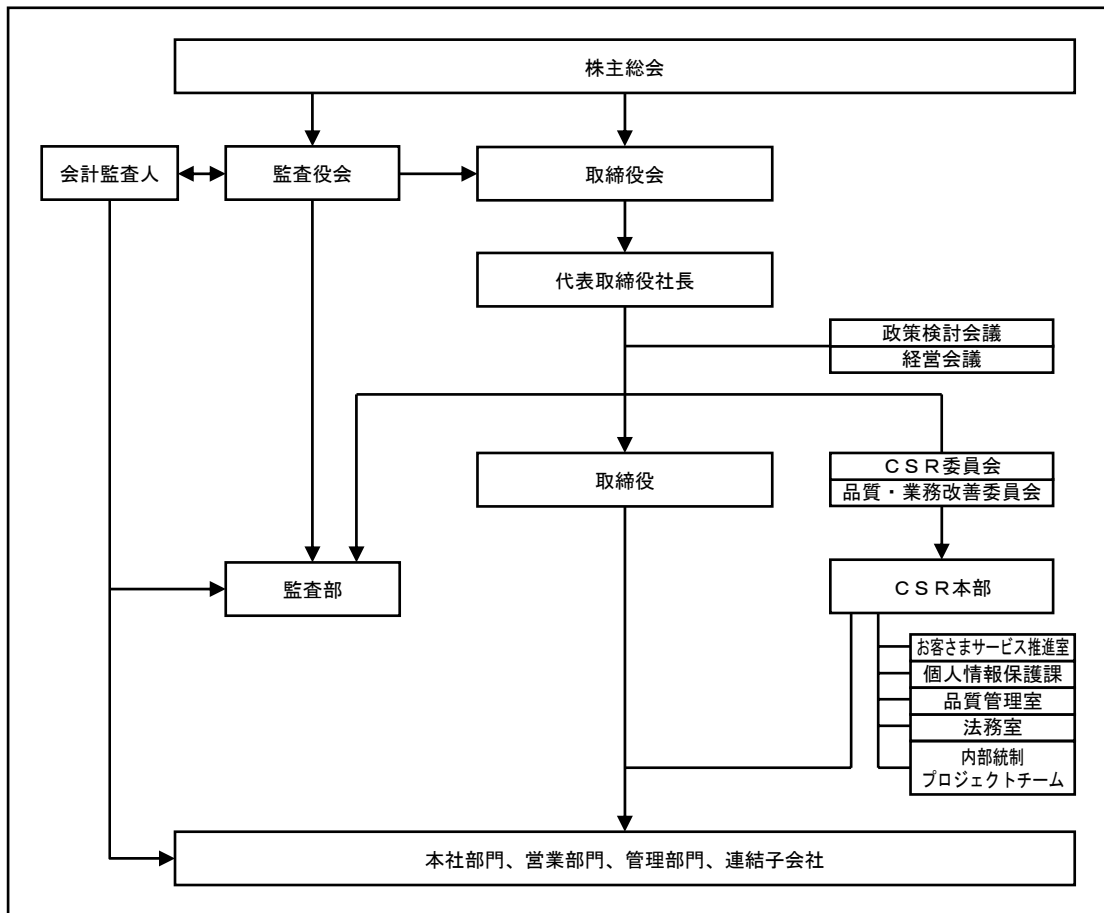 株主総会
会計監査人
監査役会
取締役会
代表取締役社長
政策検討会議
経営会議
取締役
CSR委員会
品質・業務改善委員会
監査部
CSR本部
お客さまサービス推進室
個人情報保護課
品質管理室
法務室
内部統制
プロジェクトチーム
本社部門、営業部門、管理部門、連結子会社